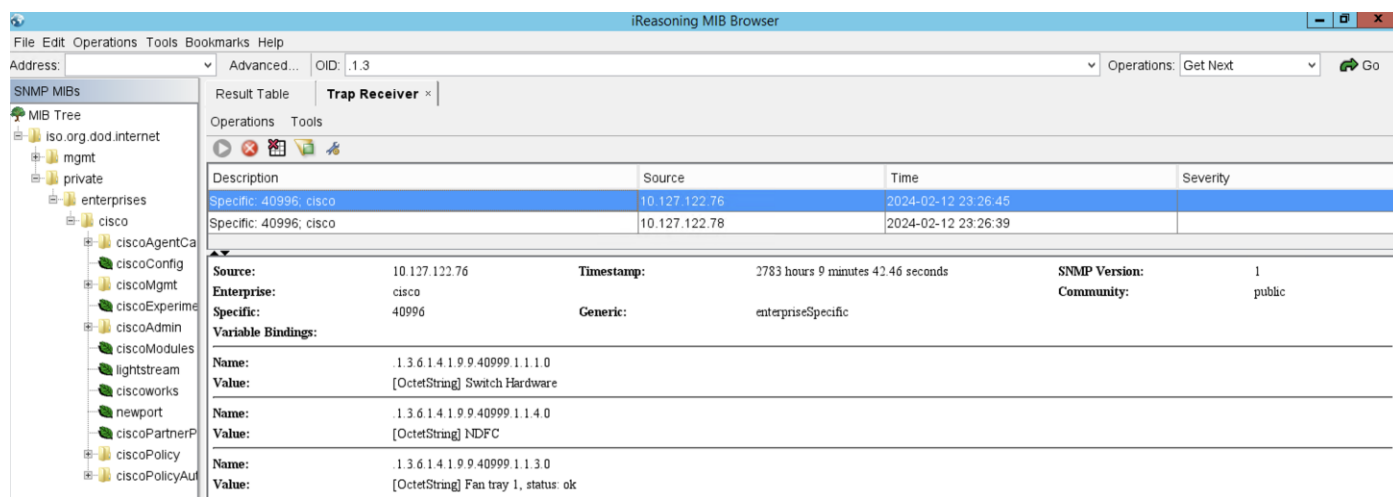 iReasoning MIB Browser
File Edit Operations Tools Bookmarks Help
Address: Advanced... OID: .1.3 Operations: Get Next Go
SNMP MIBs
MIB Tree
iso.org.dod.internet
mgmt
private
enterprises
cisco
ciscoAgentCa
ciscoConfig
ciscoMgmt
ciscoExperime
ciscoAdmin
ciscoModules
lightstream
ciscoworks
newport
ciscoPartnerP
ciscoPolicy
ciscoPolicyAut
Result Table Trap Receiver ×
Operations Tools
Description Source Time Severity
Specific: 40996; cisco 10.127.122.76 2024-02-12 23:26:45
Specific: 40996; cisco 10.127.122.78 2024-02-12 23:26:39
Source: 10.127.122.76 Timestamp: 2783 hours 9 minutes 42.46 seconds SNMP Version: 1
Enterprise: cisco Community: public
Specific: 40996 Generic: enterpriseSpecific
Variable Bindings:
Name: .1.3.6.1.4.1.9.9.40999.1.1.1.0
Value: [OctetString] Switch Hardware
Name: .1.3.6.1.4.1.9.9.40999.1.1.4.0
Value: [OctetString] NDFC
Name: .1.3.6.1.4.1.9.9.40999.1.1.3.0
Value: [OctetString] Fan tray 1, status: ok